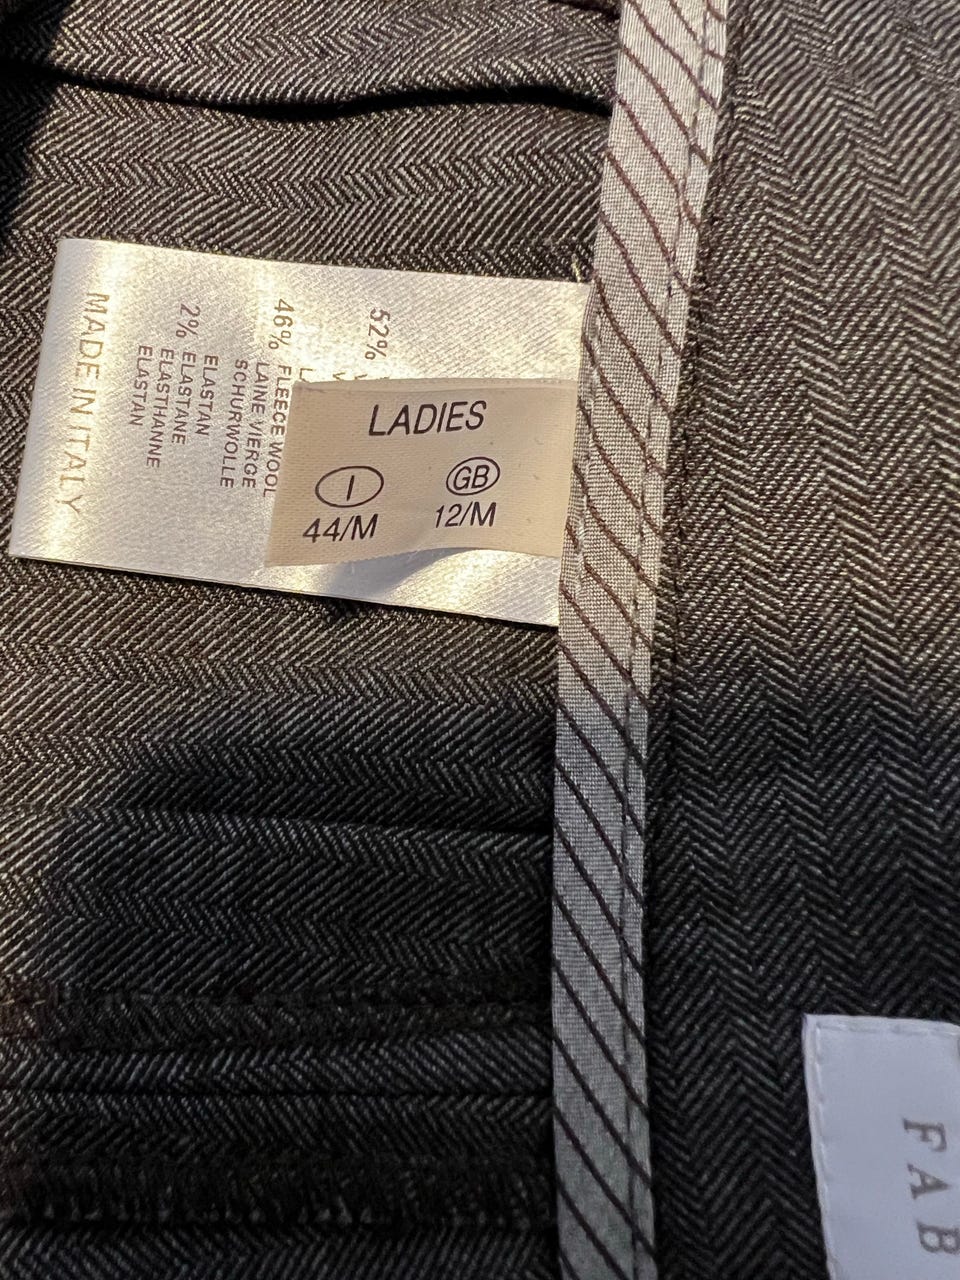 LADIES
I GB
44/M 12/M
52%
46% FLEECE WOOL
LAINE VIERGE
SCHURWOLLE
2% ELASTAN
ELASTANE
ELASTHANNE
ELASTAN
MADE IN ITALY
FAB